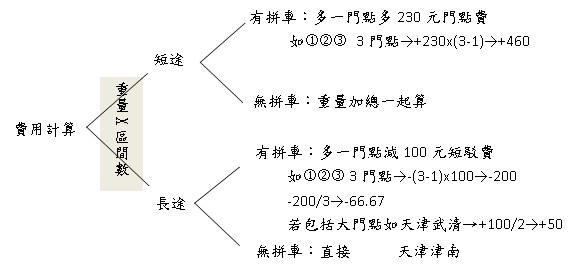 有拼車：多一門點多 230 元門點費
如①②③ 3 門點→+230x(3-1)→+460
短途
無拼車：重量加總一起算
重量 X 區間數
費用計算
有拼車：多一門點減 100 元短駁費
如①②③ 3 門點→-(3-1)x100→-200
-200/3→-66.67
長途
若包括大門點如天津武清→+100/2→+50
無拼車：直接 天津津南